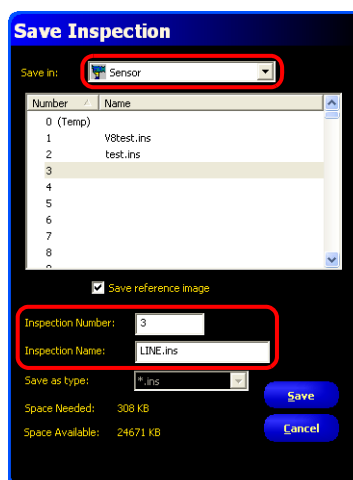 Save Inspection
Save in: Sensor
Number Name
0 (Temp)
1 V8test.ins
2 test.ins
3
4
5
6
7
8
Save reference image
Inspection Number: 3
Inspection Name: LINE.ins
Save as type: *.ins
Save
Space Needed: 308 KB
Space Available: 24671 KB
Cancel